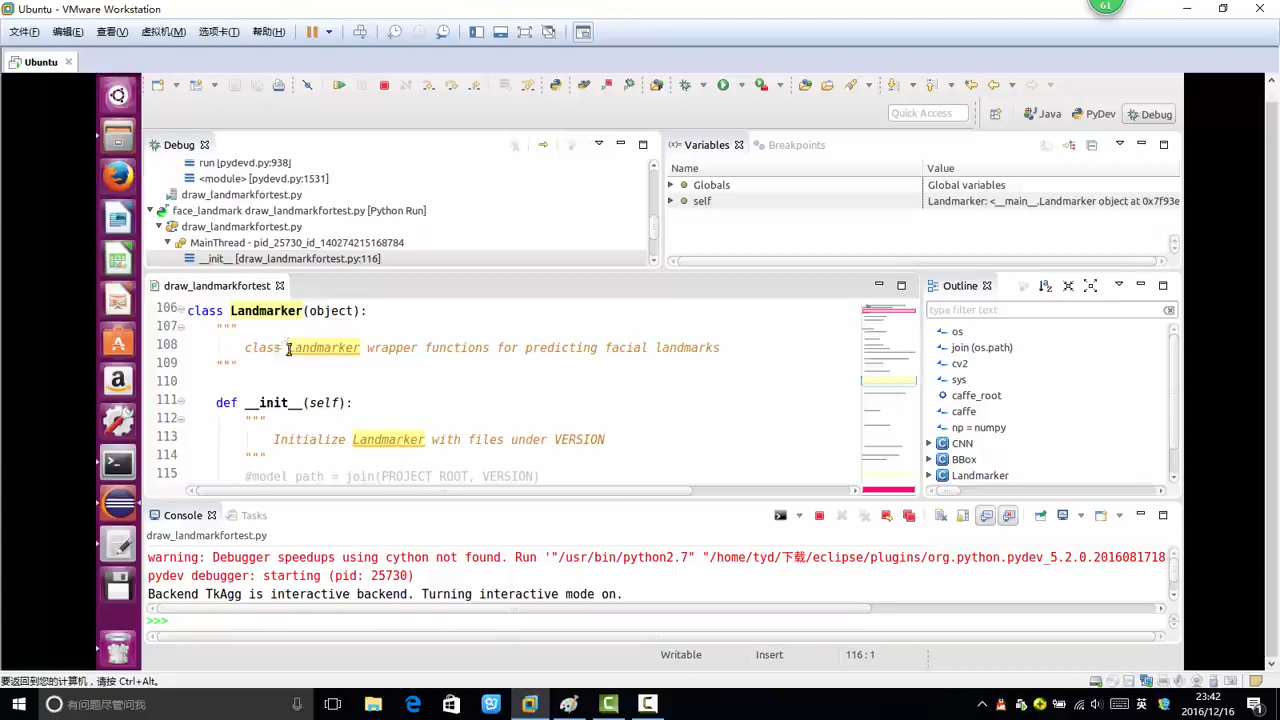 Ubuntu - VMware Workstation
61
文件(F) 编辑(E) 查看(V) 虚拟机(M) 选项卡(T) 帮助(H)
Ubuntu
Quick Access
Java PyDev Debug
Debug
run [pydevd.py:938]
<module> [pydevd.py:1531]
draw_landmarkfortest.py
face_landmark draw_landmarkfortest.py [Python Run]
draw_landmarkfortest.py
MainThread - pid_25730_id_140274215168784
__init__ [draw_landmarkfortest.py:116]
Variables Breakpoints
Name Value
Globals Global variables
self Landmarker: <__main__.Landmarker object at 0x7f93e
draw_landmarkfortest
106 class Landmarker(object):
107 """
108 class Landmarker wrapper functions for predicting facial landmarks
109 """
110
111 def __init__(self):
112 """
113 Initialize Landmarker with files under VERSION
114 """
115 #model path = join(PROJECT ROOT, VERSION)
Outline
type filter text
os
join (os.path)
cv2
sys
caffe_root
caffe
np = numpy
CNN
BBox
Landmarker
Console Tasks
draw_landmarkfortest.py
warning: Debugger speedups using cython not found. Run '"/usr/bin/python2.7" "/home/tyd/下载/eclipse/plugins/org.python.pydev_5.2.0.2016081718
pydev debugger: starting (pid: 25730)
Backend TkAgg is interactive backend. Turning interactive mode on.
>>>
Writable Insert 116 : 1
要返回到您的计算机，请按 Ctrl+Alt。
有问题尽管问我
英
23:42
2016/12/16